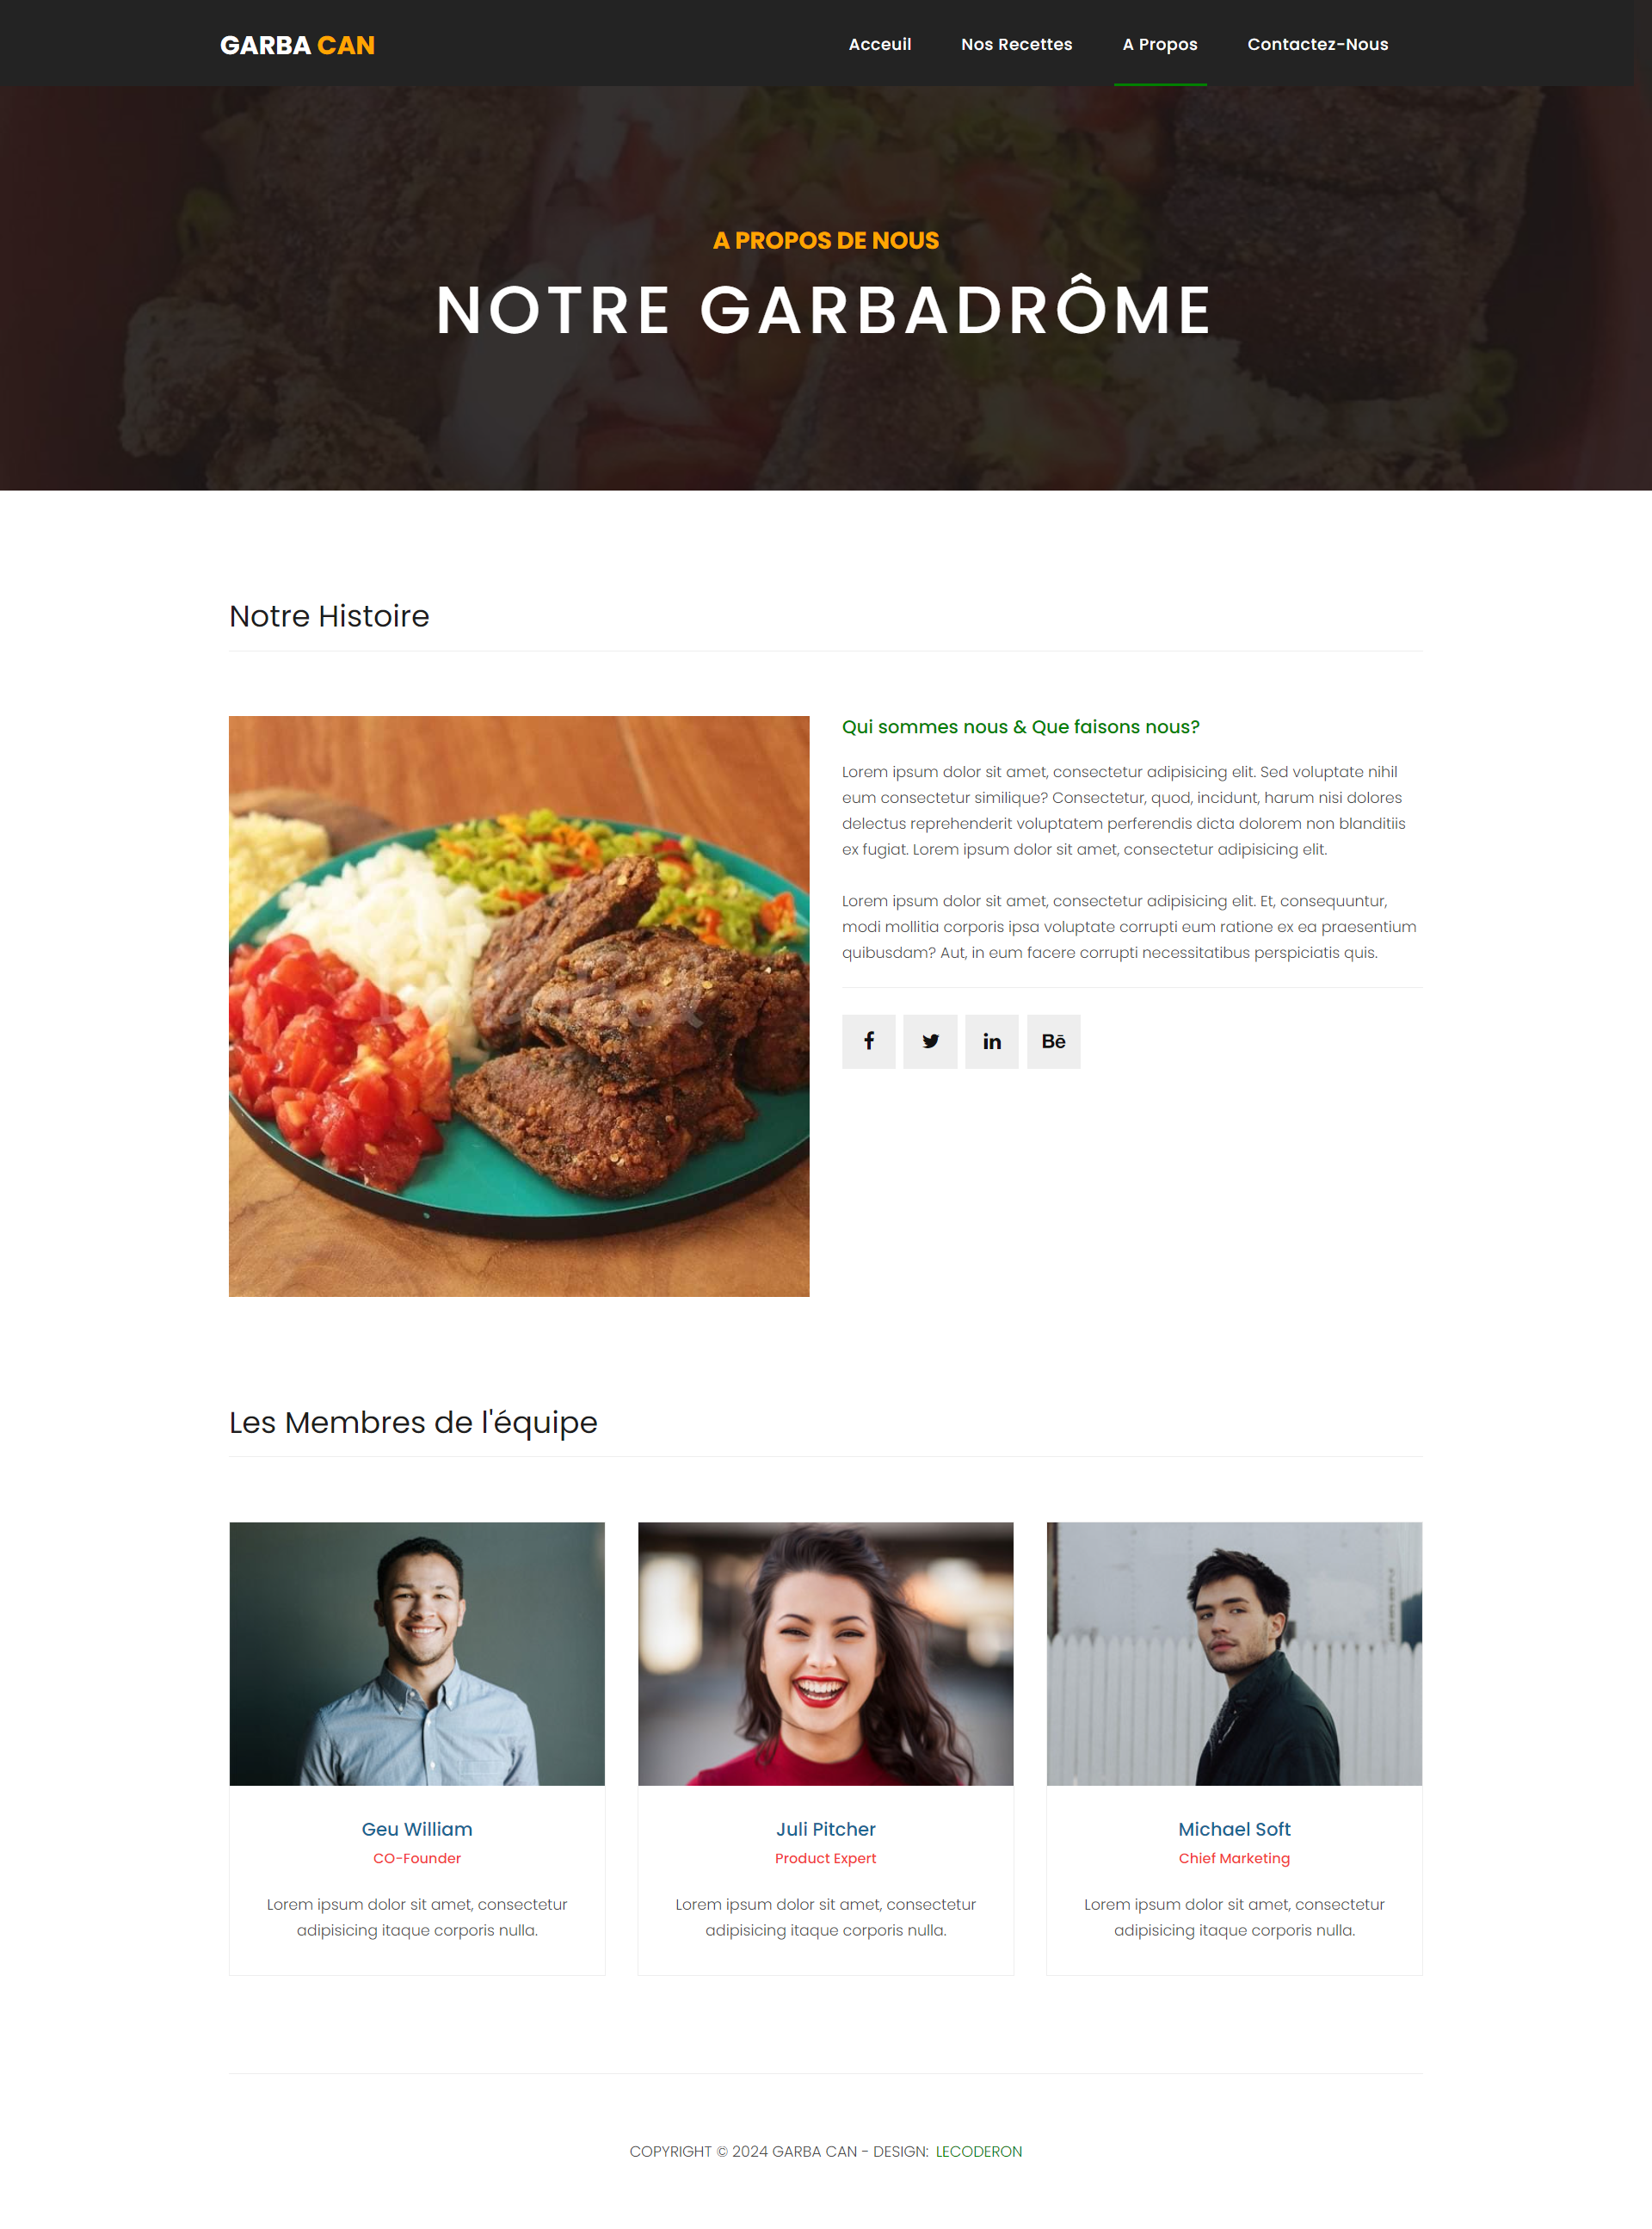 GARBA CAN
Acceuil
Nos Recettes
A Propos
Contactez-Nous
A PROPOS DE NOUS
NOTRE GARBADRÔME
Notre Histoire
Qui sommes nous & Que faisons nous?
Lorem ipsum dolor sit amet, consectetur adipisicing elit. Sed voluptate nihil
eum consectetur similique? Consectetur, quod, incidunt, harum nisi dolores
delectus reprehenderit voluptatem perferendis dicta dolorem non blanditiis
ex fugiat. Lorem ipsum dolor sit amet, consectetur adipisicing elit.
Lorem ipsum dolor sit amet, consectetur adipisicing elit. Et, consequuntur,
modi mollitia corporis ipsa voluptate corrupti eum ratione ex ea praesentium
quibusdam? Aut, in eum facere corrupti necessitatibus perspiciatis quis.
Les Membres de l'équipe
Geu William
CO-Founder
Lorem ipsum dolor sit amet, consectetur
adipisicing itaque corporis nulla.
Juli Pitcher
Product Expert
Lorem ipsum dolor sit amet, consectetur
adipisicing itaque corporis nulla.
Michael Soft
Chief Marketing
Lorem ipsum dolor sit amet, consectetur
adipisicing itaque corporis nulla.
COPYRIGHT © 2024 GARBA CAN - DESIGN: LECODERON